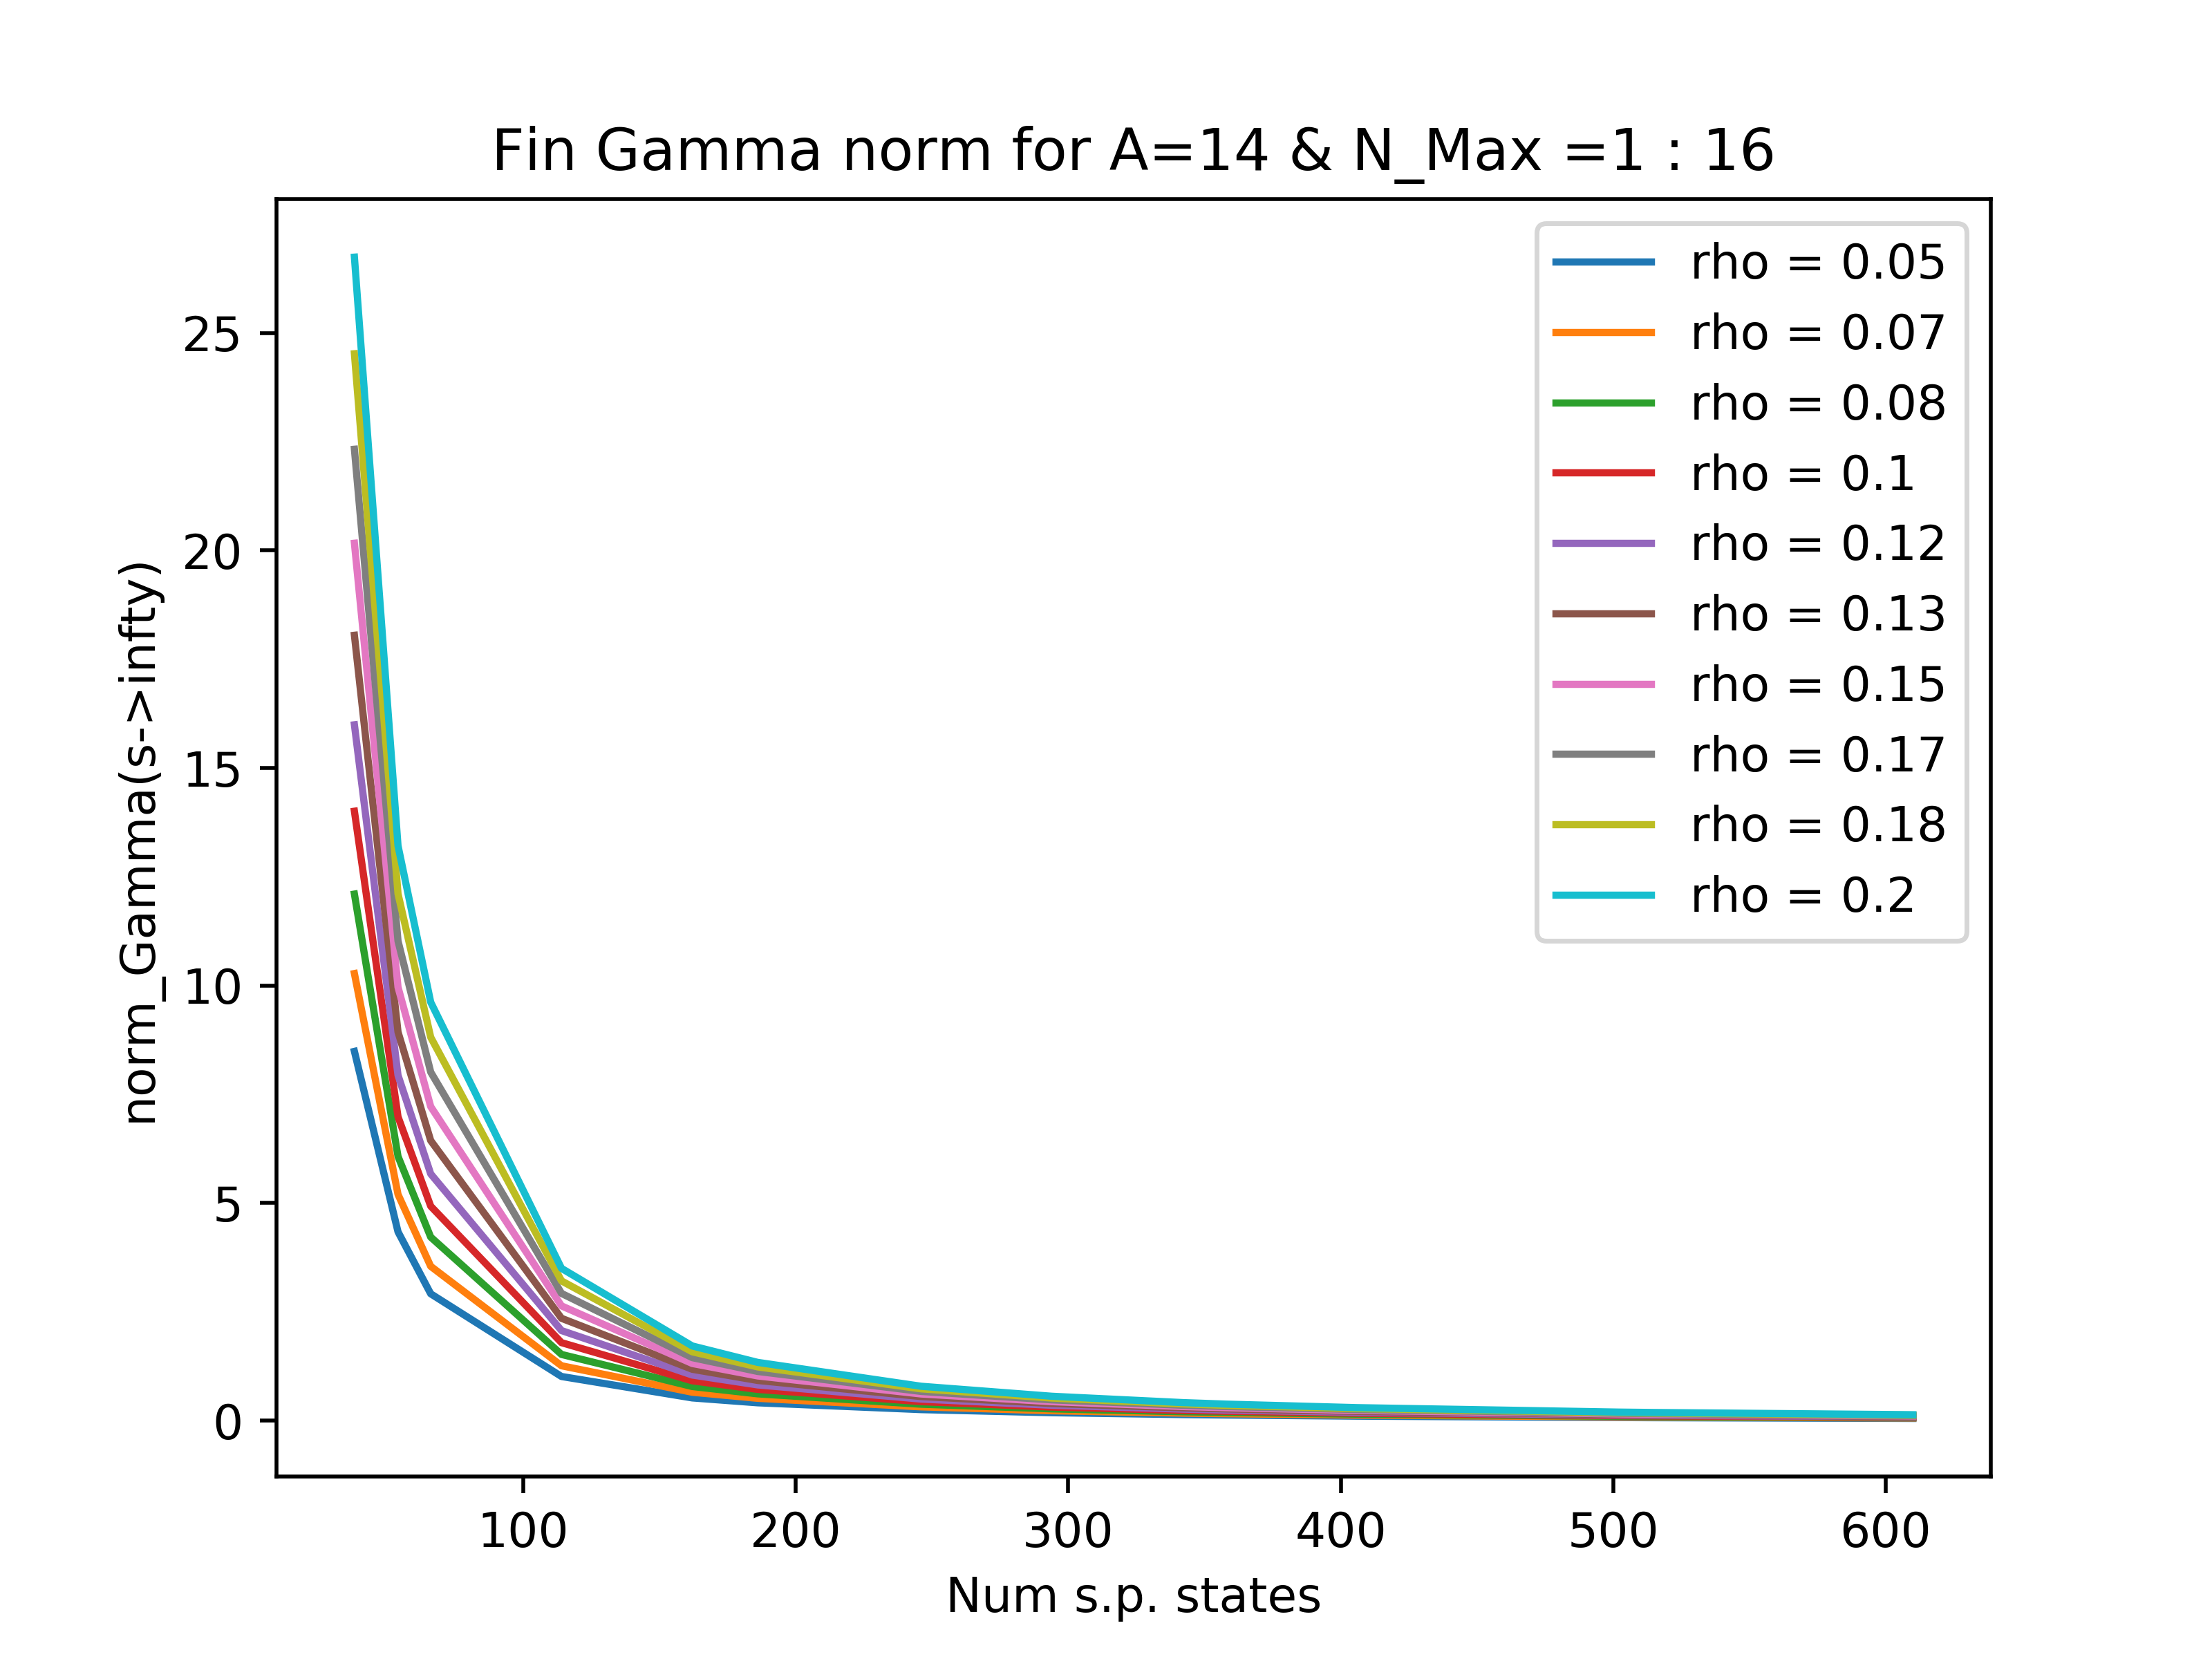 Fin Gamma norm for A=14 & N_Max =1 : 16
norm_Gamma(s->infty)
25
20
15
10
5
0
rho = 0.05
rho = 0.07
rho = 0.08
rho = 0.1
rho = 0.12
rho = 0.13
rho = 0.15
rho = 0.17
rho = 0.18
rho = 0.2
100 200 300 400 500 600
Num s.p. states